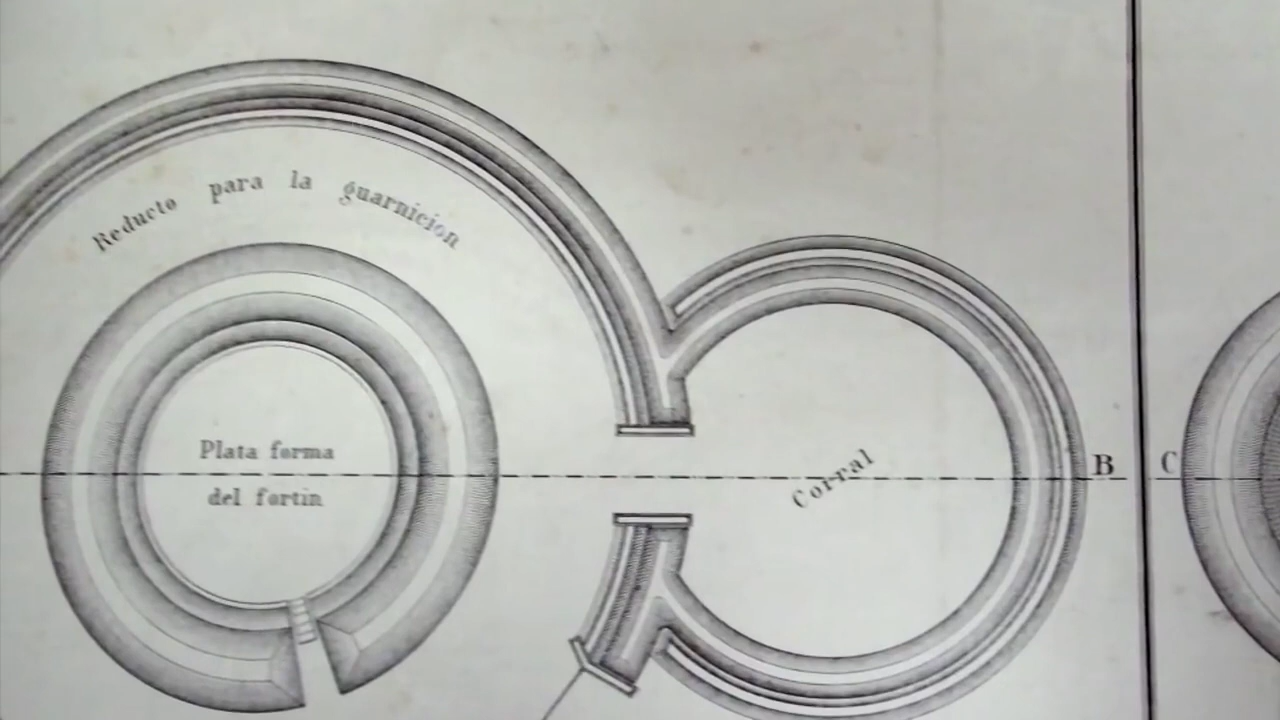 Reducto para la guarnicion
Plata forma
del fortin
Corral
B
C